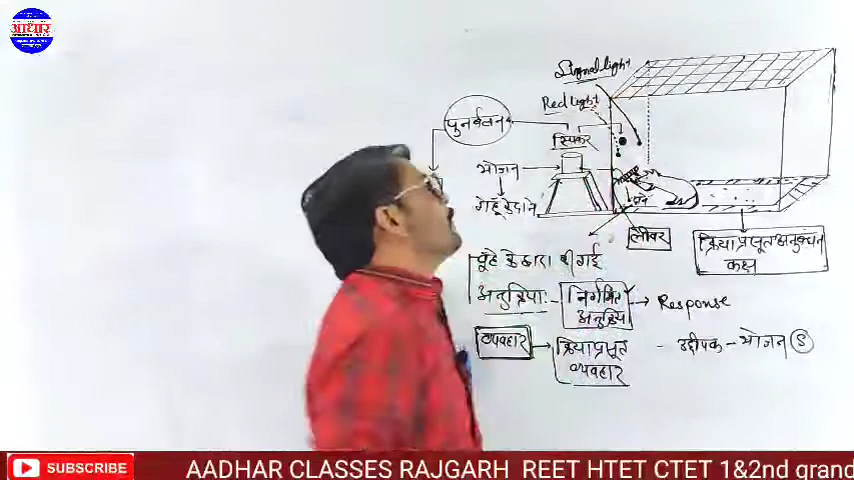 आधार
Signal light
Red light
पुनर्बलन
स्पिकर
भोजन
गेहूँ के दाने
लीवर
क्रियाप्रसूत अनुबंधन
कक्ष
चूहे के द्वारा की गई
अनुक्रिया:- निर्गमित अनुक्रिया → Response
व्यवहार → क्रियाप्रसूत व्यवहार - उद्दीपक - भोजन (S)
SUBSCRIBE
AADHAR CLASSES RAJGARH REET HTET CTET 1&2nd grand